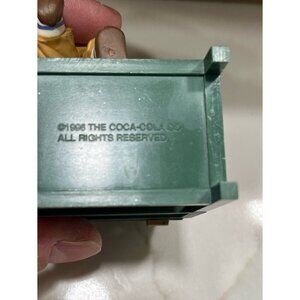 ©1996 THE COCA-COLA CO.
ALL RIGHTS RESERVED.